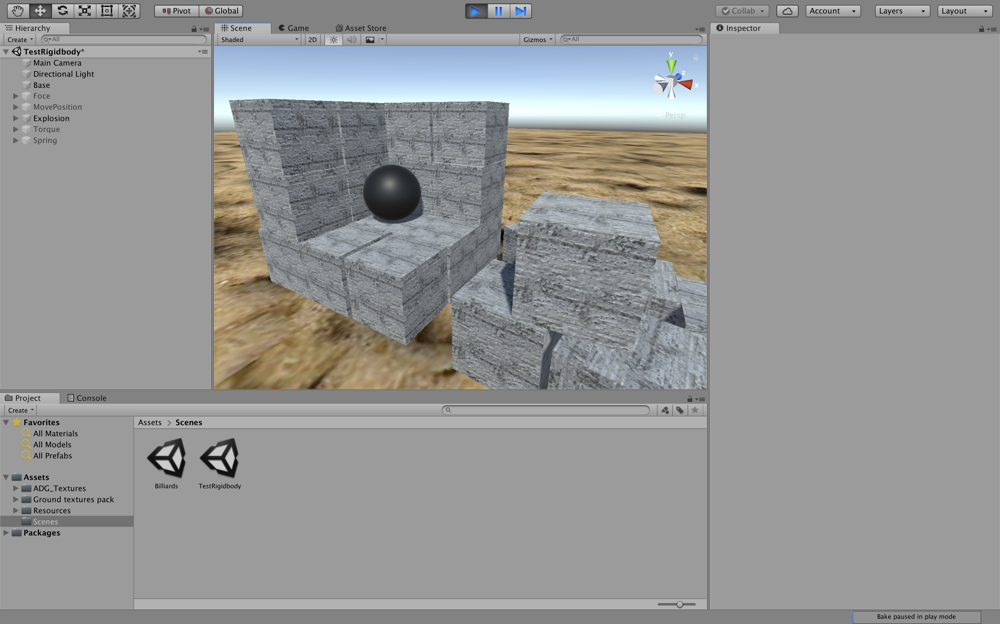 Pivot Global Collab Account Layers Layout
Hierarchy Scene Game Asset Store Inspector
Create All Shaded 2D Gizmos All
TestRigidbody*
Main Camera
Directional Light
Base
Foce
MovePosition
Explosion
Torque
Spring
y
z
x
Persp
Project Console
Create
Favorites
All Materials
All Models
All Prefabs
Assets
ADG_Textures
Ground textures pack
Resources
Scenes
Packages
Assets > Scenes
Billiards TestRigidbody
Bake paused in play mode